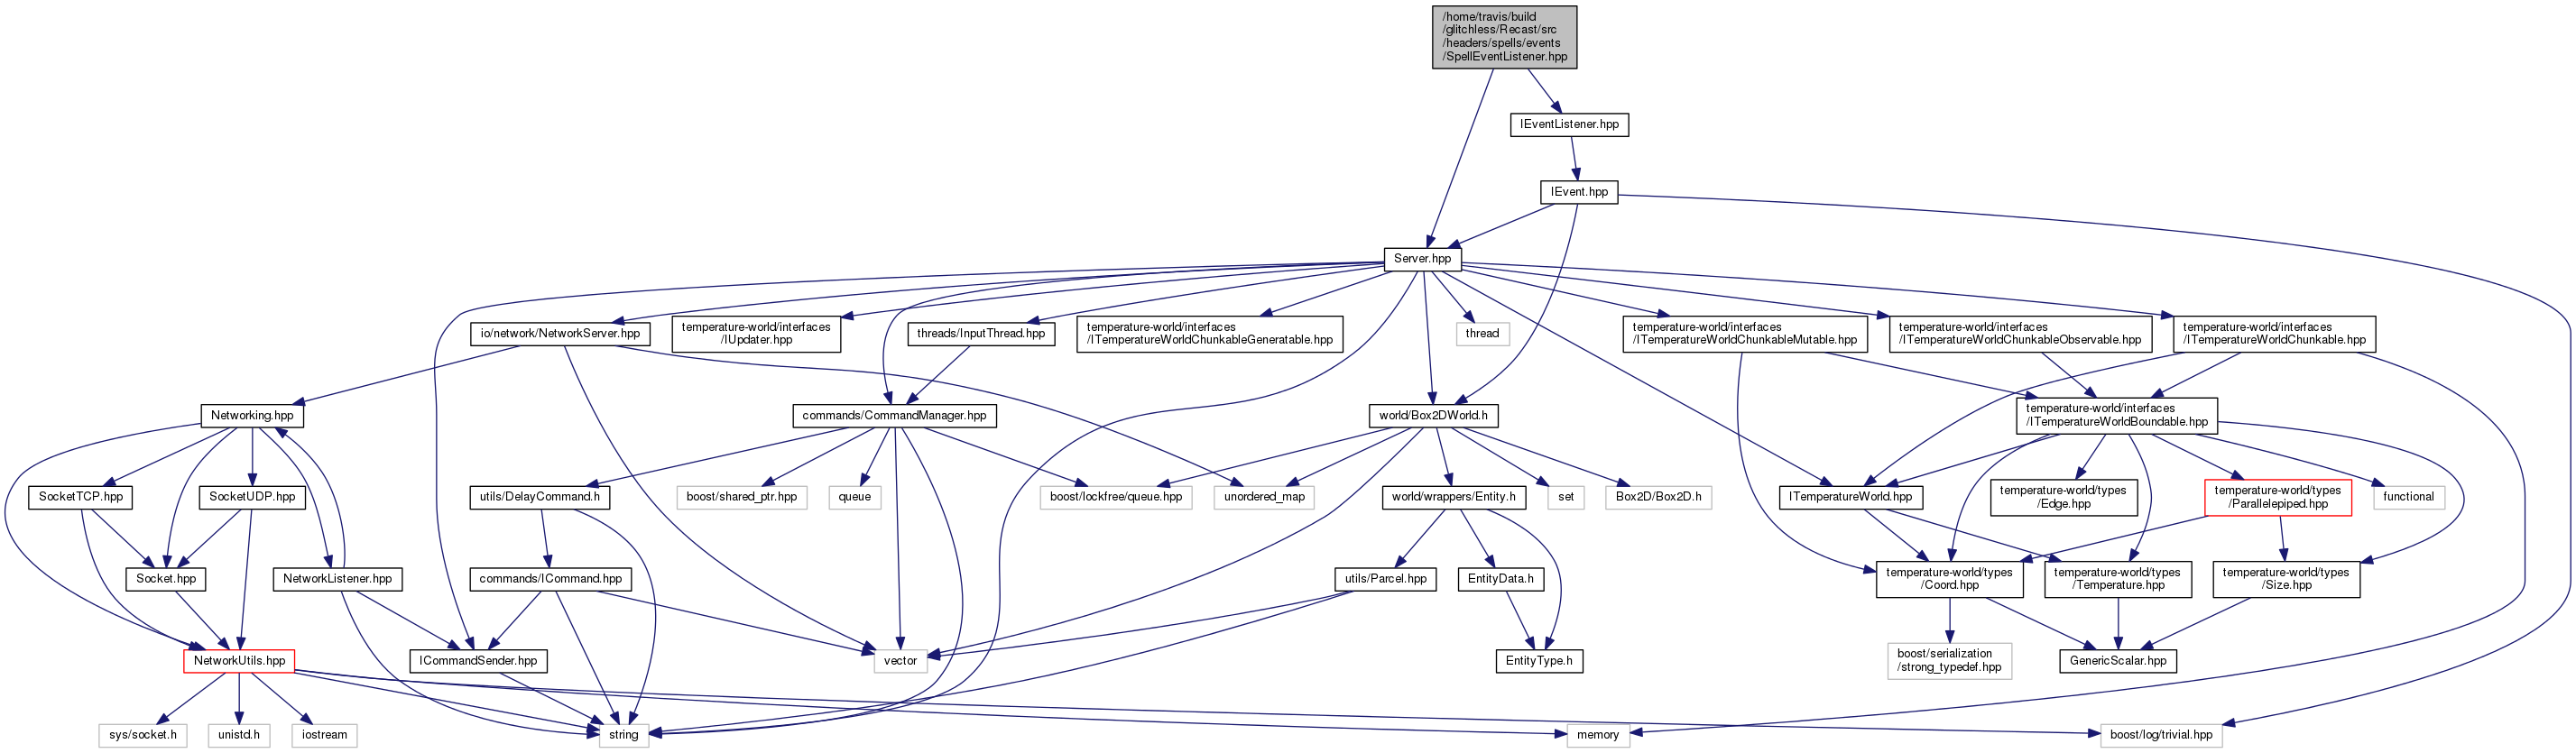 /home/travis/build
/glitchless/Recast/src
/headers/spells/events
/SpellEventListener.hpp
IEventListener.hpp
IEvent.hpp
Server.hpp
io/network/NetworkServer.hpp
temperature-world/interfaces
/IUpdater.hpp
threads/InputThread.hpp
temperature-world/interfaces
/ITemperatureWorldChunkableGeneratable.hpp
thread
temperature-world/interfaces
/ITemperatureWorldChunkableMutable.hpp
temperature-world/interfaces
/ITemperatureWorldChunkableObservable.hpp
temperature-world/interfaces
/ITemperatureWorldChunkable.hpp
Networking.hpp
commands/CommandManager.hpp
world/Box2DWorld.h
temperature-world/interfaces
/ITemperatureWorldBoundable.hpp
SocketTCP.hpp
SocketUDP.hpp
utils/DelayCommand.h
boost/shared_ptr.hpp
queue
boost/lockfree/queue.hpp
unordered_map
world/wrappers/Entity.h
set
Box2D/Box2D.h
ITemperatureWorld.hpp
temperature-world/types
/Edge.hpp
temperature-world/types
/Parallelepiped.hpp
functional
Socket.hpp
NetworkListener.hpp
commands/ICommand.hpp
utils/Parcel.hpp
EntityData.h
temperature-world/types
/Coord.hpp
temperature-world/types
/Temperature.hpp
temperature-world/types
/Size.hpp
NetworkUtils.hpp
ICommandSender.hpp
vector
EntityType.h
boost/serialization
/strong_typedef.hpp
GenericScalar.hpp
sys/socket.h
unistd.h
iostream
string
memory
boost/log/trivial.hpp